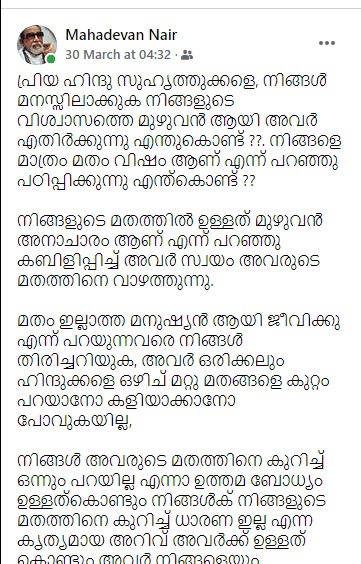 Mahadevan Nair
30 March at 04:32 ·
പ്രിയ ഹിന്ദു സുഹൃത്തുക്കളെ, നിങ്ങൾ
മനസ്സിലാക്കുക നിങ്ങളുടെ
വിശ്വാസത്തെ മുഴുവൻ ആയി അവർ
എതിർക്കുന്നു എന്തുകൊണ്ട് ??. നിങ്ങളെ
മാത്രം മതം വിഷം ആണ് എന്ന് പറഞ്ഞു
പഠിപ്പിക്കുന്നു എന്ത്കൊണ്ട് ??
നിങ്ങളുടെ മതത്തിൽ ഉള്ളത് മുഴുവൻ
അനാചാരം ആണ് എന്ന് പറഞ്ഞു
കബിളിപ്പിച്ച് അവർ സ്വയം അവരുടെ
മതത്തിനെ വാഴത്തുന്നു.
മതം ഇല്ലാത്ത മനുഷ്യൻ ആയി ജീവിക്കു
എന്ന് പറയുന്നവരെ നിങ്ങൾ
തിരിച്ചറിയുക, അവർ ഒരിക്കലും
ഹിന്ദുക്കളെ ഒഴിച് മറ്റു മതങ്ങളെ കുറ്റം
പറയാനോ കളിയാക്കാനോ
പോവുകയില്ല,
നിങ്ങൾ അവരുടെ മതത്തിനെ കുറിച്ച്
ഒന്നും പറയില്ല എന്നാ ഉത്തമ ബോധ്യം
ഉള്ളത്കൊണ്ടും നിങ്ങൾക് നിങ്ങളുടെ
മതത്തിനെ കുറിച്ച് ധാരണ ഇല്ല എന്ന
കൃത്യമായ അറിവ് അവർക്ക് ഉള്ളത്
കൊണ്ടും അവർ നിങ്ങളെയും